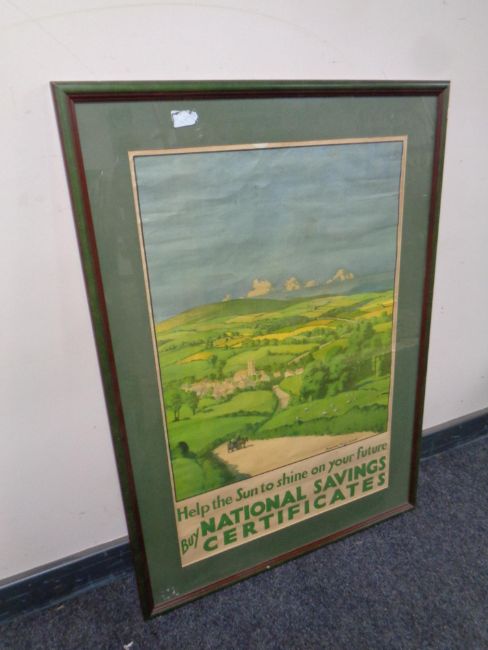 Help the Sun to shine on your future
Buy NATIONAL SAVINGS
CERTIFICATES